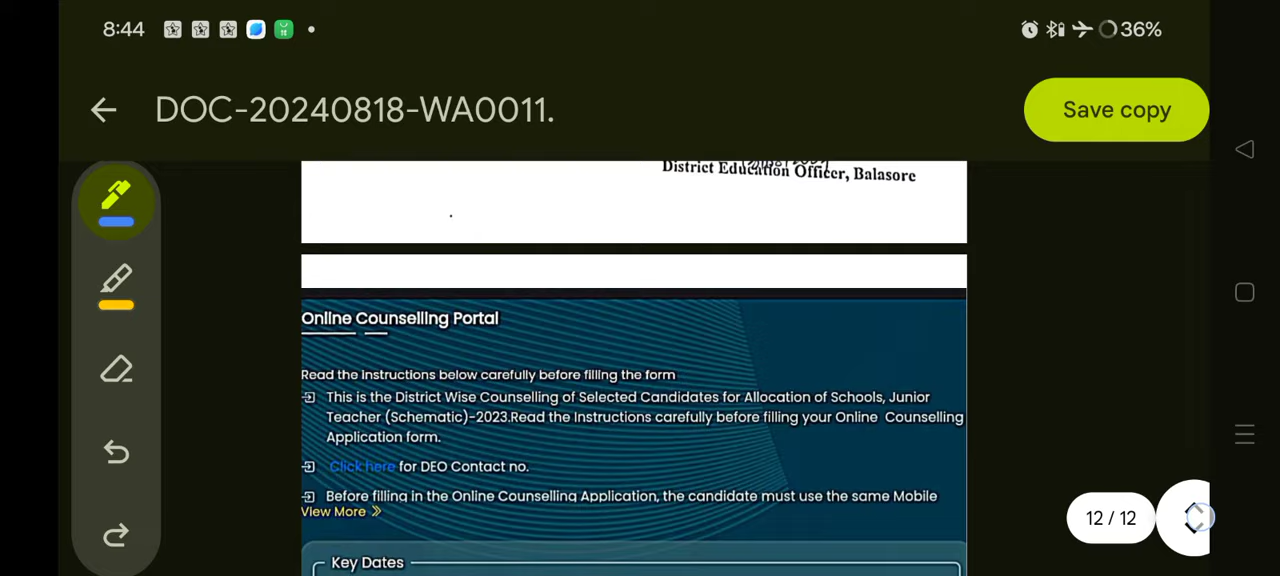 8:44
36%
DOC-20240818-WA0011.
Save copy
District Education Officer, Balasore
Online Counselling Portal
Read the Instructions below carefully before filling the form
This is the District Wise Counselling of Selected Candidates for Allocation of Schools, Junior
Teacher (Schematic)-2023.Read the Instructions carefully before filling your Online Counselling
Application form.
Click here for DEO Contact no.
Before filling in the Online Counselling Application, the candidate must use the same Mobile
View More
12 / 12
Key Dates